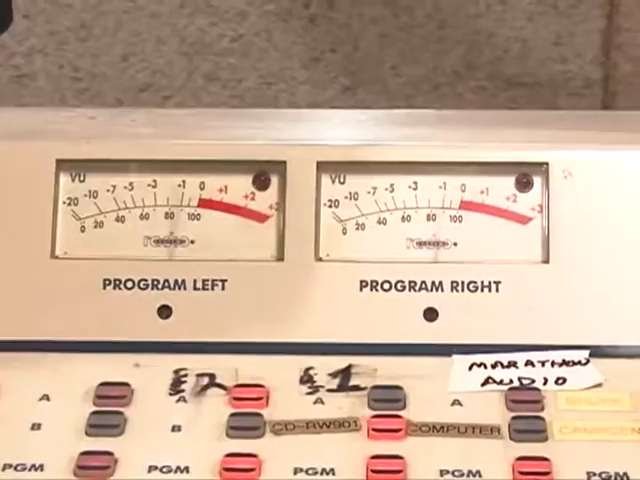 VU
-20 -10 -7 -5 -3 -1 0 +1 +2 +3
0 20 40 60 80 100
VU
-20 -10 -7 -5 -3 -1 0 +1 +2 +3
0 20 40 60 80 100
PROGRAM LEFT
PROGRAM RIGHT
MARATHON
AUDIO
2
1
A
A
A
A
B
B
CD-RW901
COMPUTER
PGM
PGM
PGM
PGM
PGM